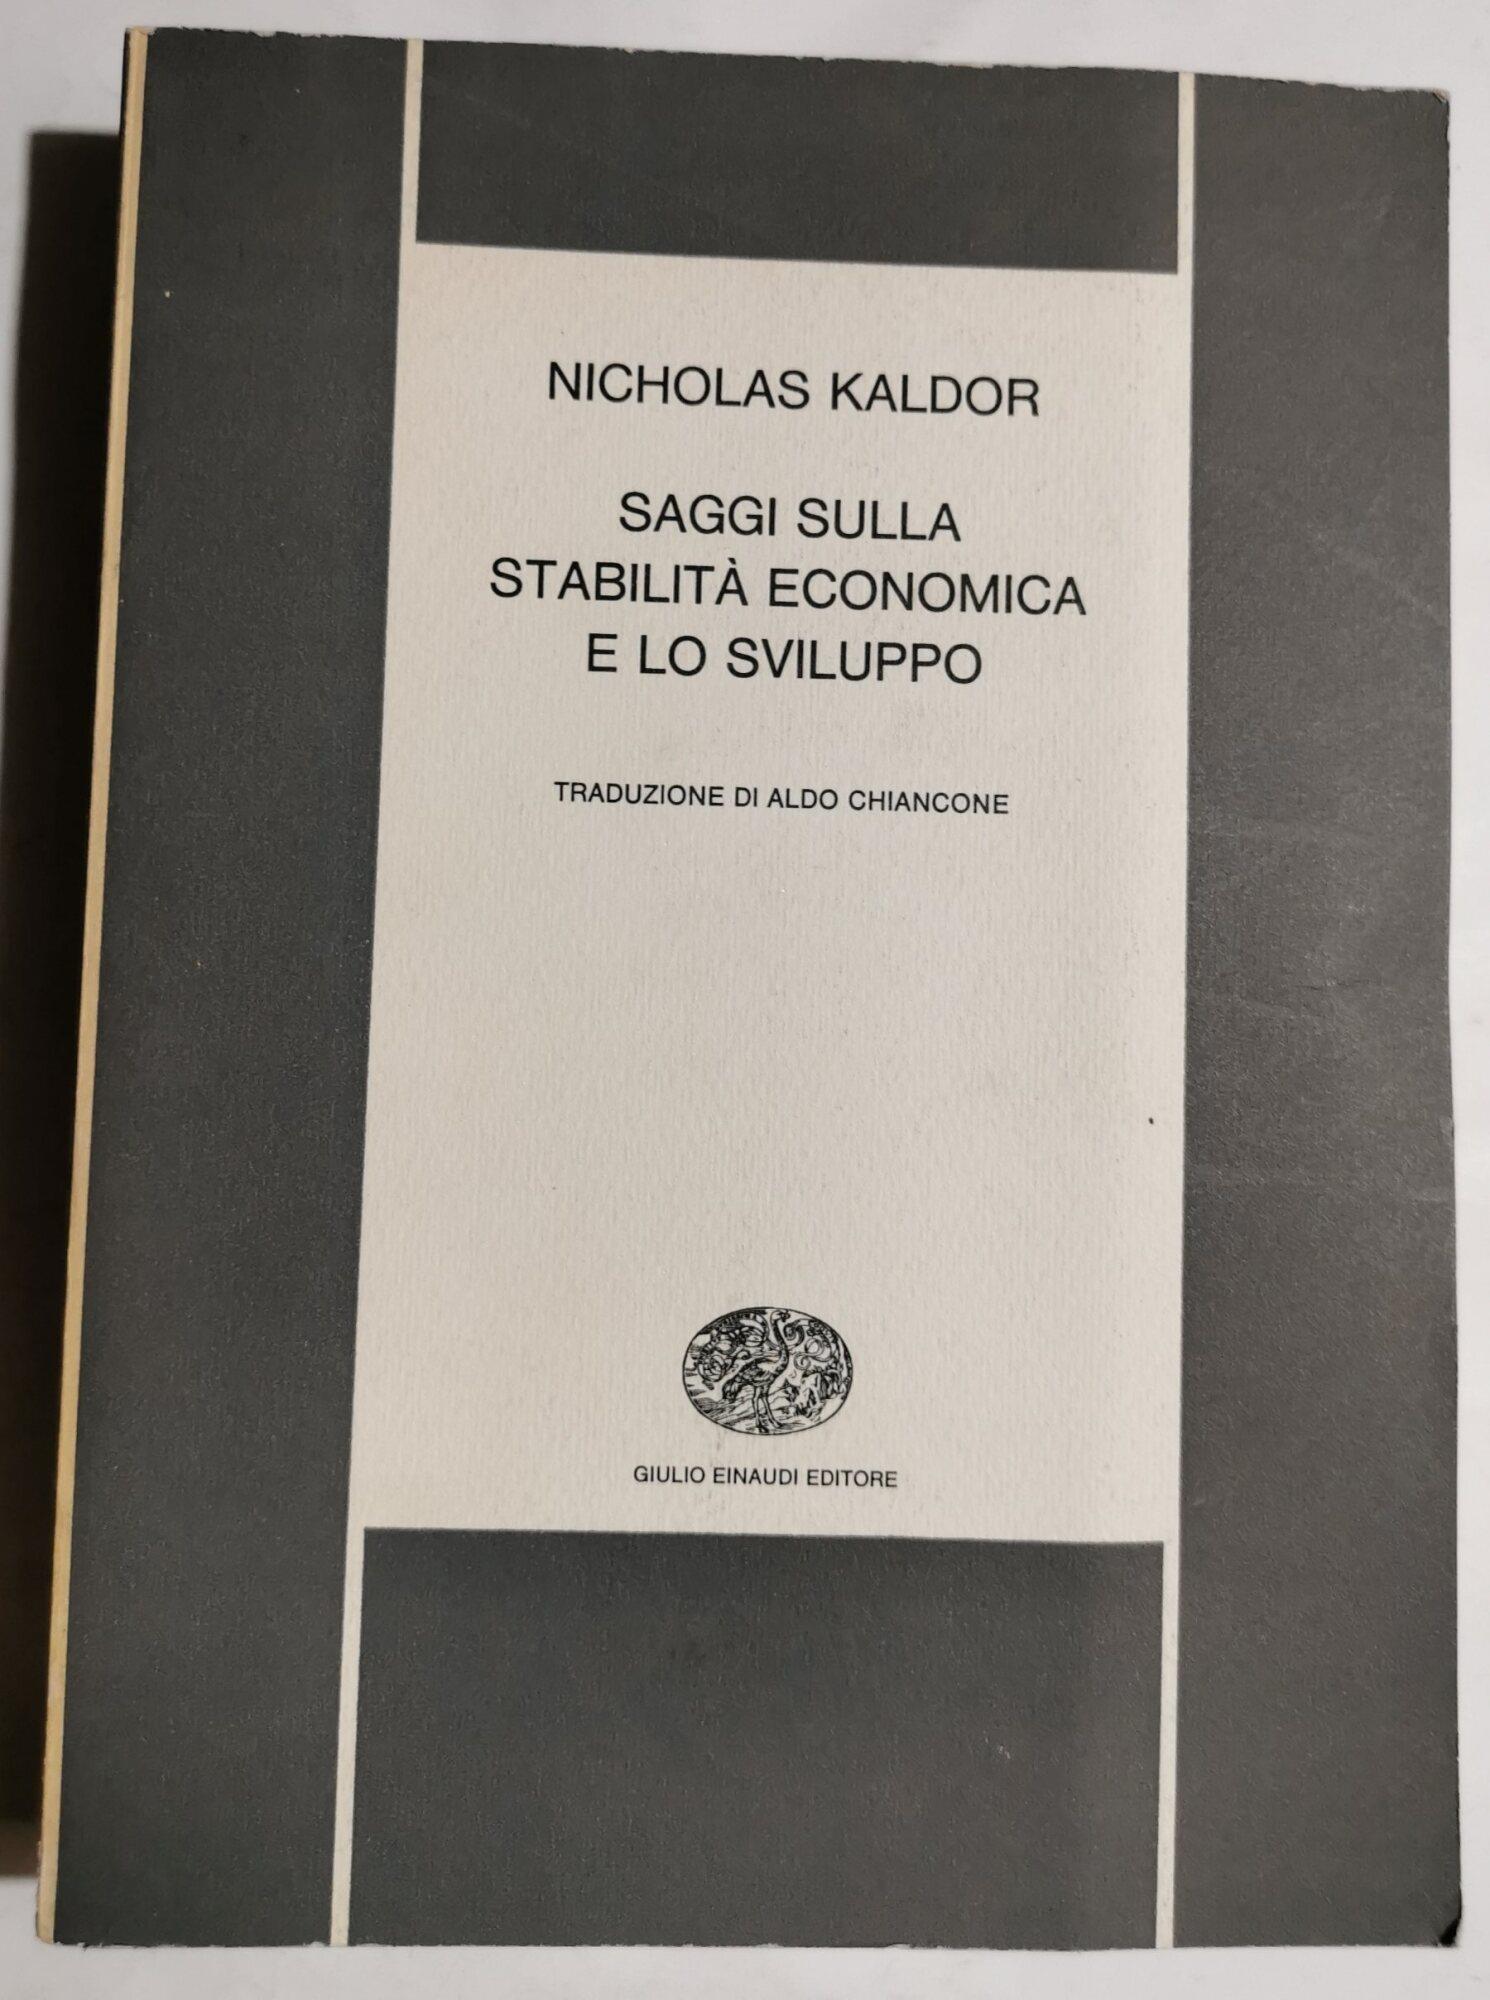 NICHOLAS KALDOR
SAGGI SULLA
STABILITÀ ECONOMICA
E LO SVILUPPO
TRADUZIONE DI ALDO CHIANCONE
GIULIO EINAUDI EDITORE